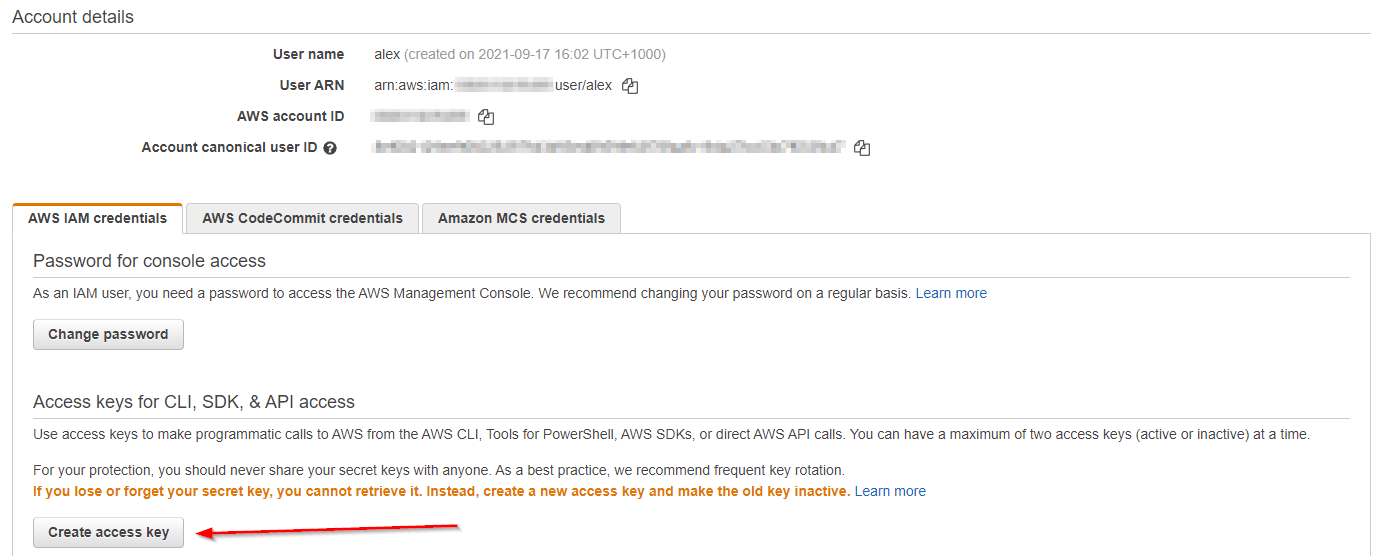 Account details
User name alex (created on 2021-09-17 16:02 UTC+1000)
User ARN arn:aws:iam: user/alex
AWS account ID
Account canonical user ID ?
AWS IAM credentials AWS CodeCommit credentials Amazon MCS credentials
Password for console access
As an IAM user, you need a password to access the AWS Management Console. We recommend changing your password on a regular basis. Learn more
Change password
Access keys for CLI, SDK, & API access
Use access keys to make programmatic calls to AWS from the AWS CLI, Tools for PowerShell, AWS SDKs, or direct AWS API calls. You can have a maximum of two access keys (active or inactive) at a time.
For your protection, you should never share your secret keys with anyone. As a best practice, we recommend frequent key rotation.
If you lose or forget your secret key, you cannot retrieve it. Instead, create a new access key and make the old key inactive. Learn more
Create access key